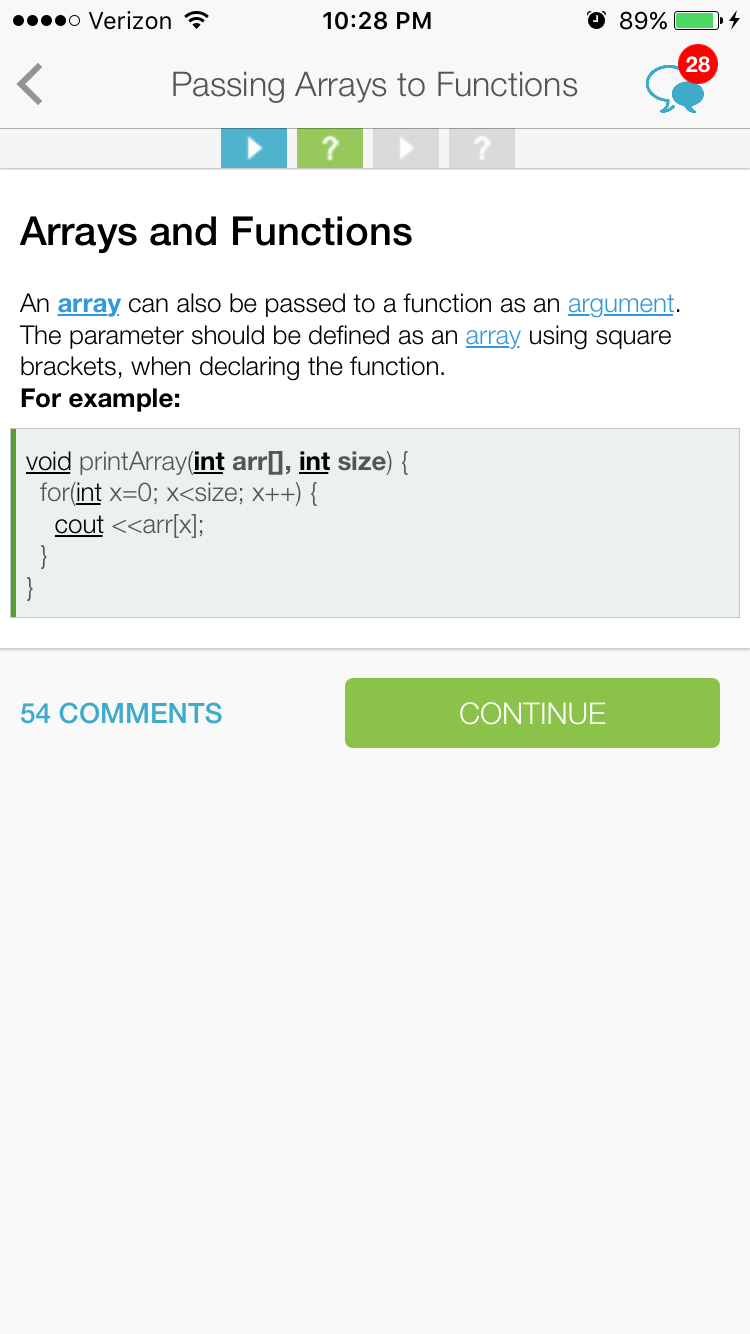 Verizon 10:28 PM 89%
Passing Arrays to Functions 28
? ?
Arrays and Functions
An array can also be passed to a function as an argument.
The parameter should be defined as an array using square
brackets, when declaring the function.
For example:
void printArray(int arr[], int size) {
for(int x=0; x<size; x++) {
cout <<arr[x];
}
}
54 COMMENTS CONTINUE